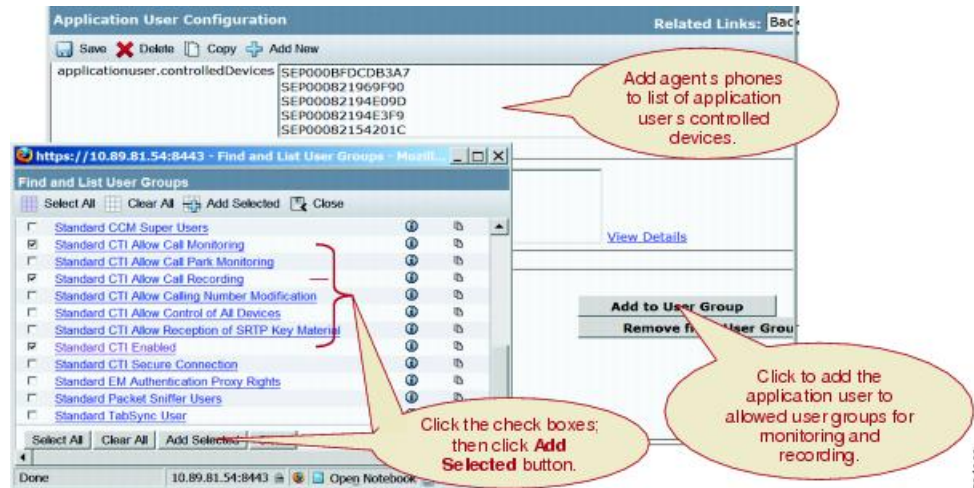 Application User Configuration
Related Links: Bac
Save Delete Copy Add New
applicationuser.controlledDevices
SEP000BFDCDB3A7
SEP000821969F90
SEP00082194E09D
SEP00082194E3F9
SEP00082154201C
Add agent s phones
to list of application
user s controlled
devices.
https://10.89.81.54:8443 - Find and List User Groups - Mozill...
Find and List User Groups
Select All Clear All Add Selected Close
Standard CCM Super Users
Standard CTI Allow Call Monitoring
Standard CTI Allow Call Park Monitoring
Standard CTI Allow Call Recording
Standard CTI Allow Calling Number Modification
Standard CTI Allow Control of All Devices
Standard CTI Allow Reception of SRTP Key Material
Standard CTI Enabled
Standard CTI Secure Connection
Standard EM Authentication Proxy Rights
Standard Packet Sniffer Users
Standard TabSync User
Select All Clear All Add Selected
Done 10.89.81.54:8443 Open Notebook
View Details
Add to User Group
Remove User Grou
Click the check boxes;
then click Add
Selected button.
Click to add the
application user to
allowed user groups for
monitoring and
recording.